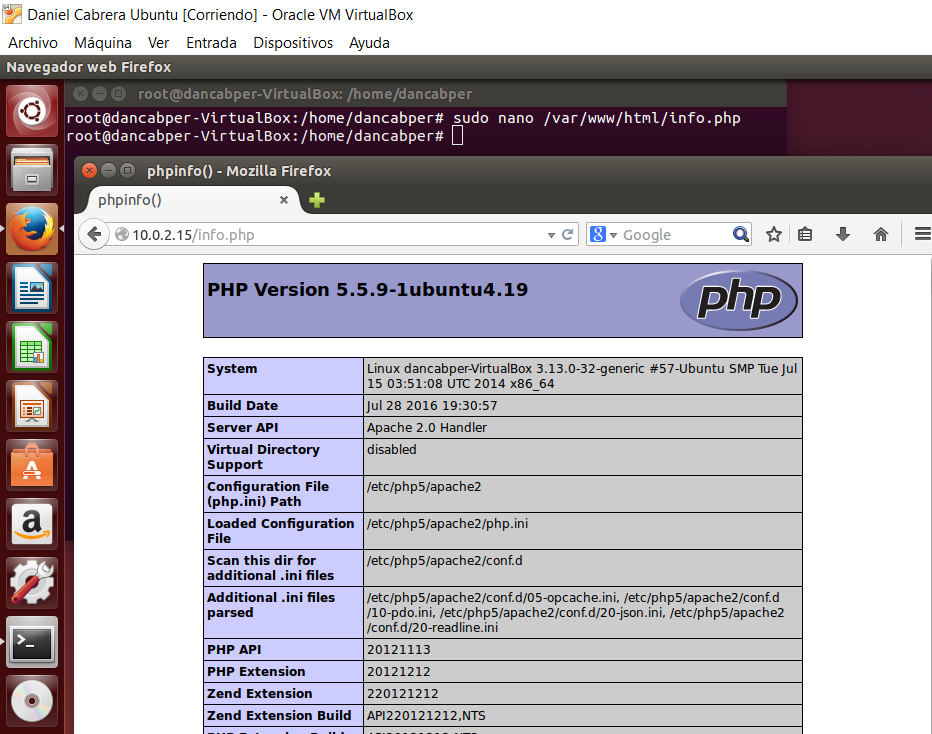 Daniel Cabrera Ubuntu [Corriendo] - Oracle VM VirtualBox
Archivo Máquina Ver Entrada Dispositivos Ayuda
Navegador web Firefox
root@dancabper-VirtualBox: /home/dancabper
root@dancabper-VirtualBox:/home/dancabper# sudo nano /var/www/html/info.php
root@dancabper-VirtualBox:/home/dancabper#
phpinfo() - Mozilla Firefox
phpinfo()
10.0.2.15/info.php
8 Google
PHP Version 5.5.9-1ubuntu4.19
php
System
Linux dancabper-VirtualBox 3.13.0-32-generic #57-Ubuntu SMP Tue Jul
15 03:51:08 UTC 2014 x86_64
Build Date
Jul 28 2016 19:30:57
Server API
Apache 2.0 Handler
Virtual Directory
Support
disabled
Configuration File
(php.ini) Path
/etc/php5/apache2
Loaded Configuration
File
/etc/php5/apache2/php.ini
Scan this dir for
additional .ini files
/etc/php5/apache2/conf.d
Additional .ini files
parsed
/etc/php5/apache2/conf.d/05-opcache.ini, /etc/php5/apache2/conf.d
/10-pdo.ini, /etc/php5/apache2/conf.d/20-json.ini, /etc/php5/apache2
/conf.d/20-readline.ini
PHP API
20121113
PHP Extension
20121212
Zend Extension
220121212
Zend Extension Build
API220121212,NTS